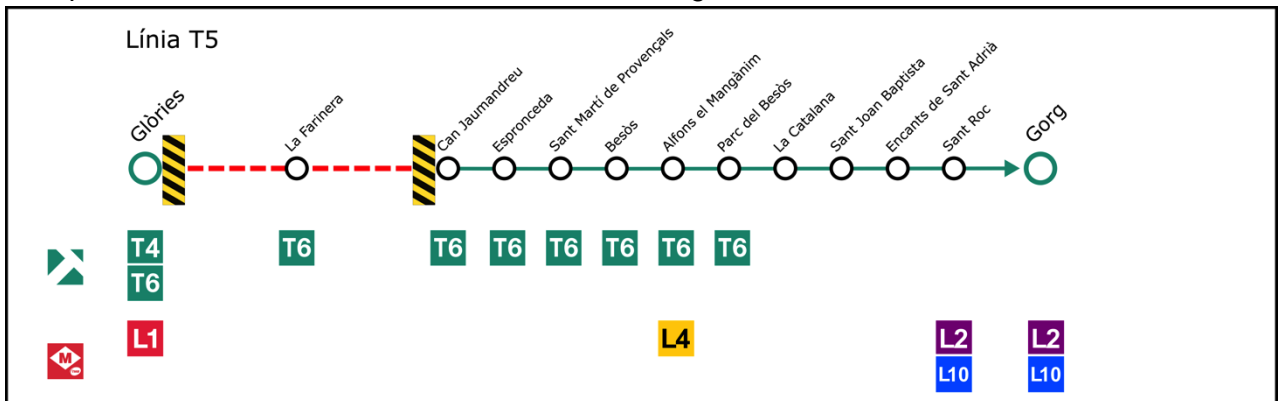 Línia T5
Glòries
La Farinera
Can Jaumandreu
Espronceda
Sant Martí de Provençals
Besòs
Alfons el Mangànim
Parc del Besòs
La Catalana
Sant Joan Baptista
Encants de Sant Adrià
Sant Roc
Gorg
T4 T6 T6 T6 T6 T6 T6 T6
T6
M L1 L4 L2 L2
L10 L10